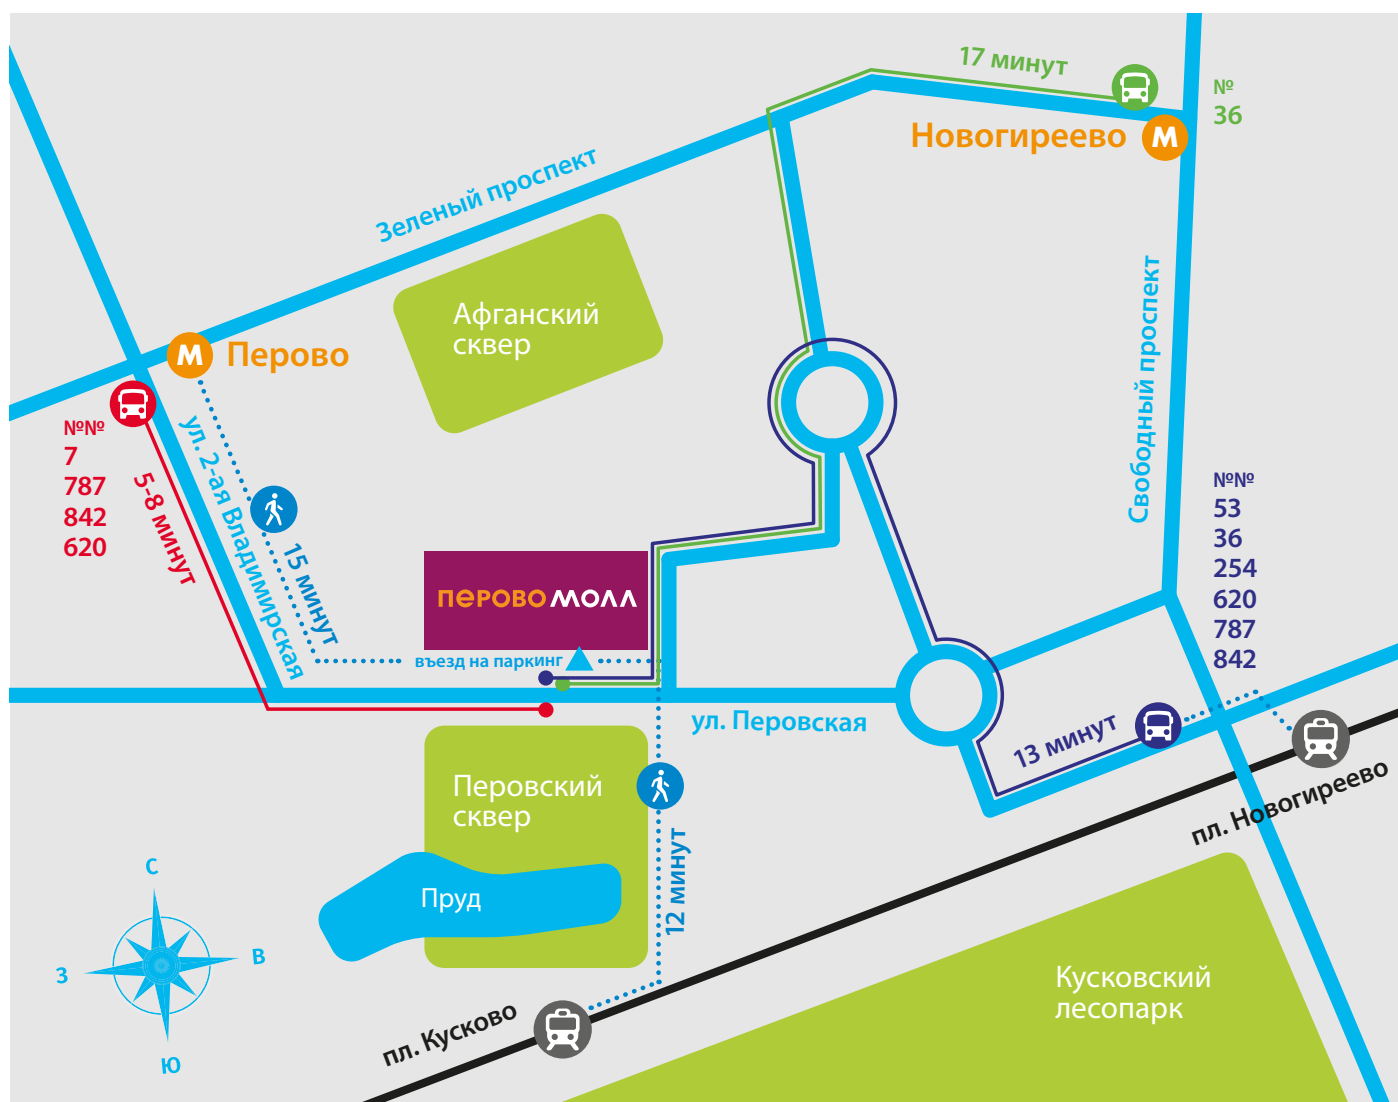 17 минут
№
36
Новогиреево
М
Зеленый проспект
Афганский
сквер
М
Перово
Свободный проспект
№№
7
787
842
620
5-8 минут
ул. 2-ая Владимирская
15 минут
№№
53
36
254
620
787
842
ПЕРОВО МОЛЛ
въезд на паркинг
ул. Перовская
13 минут
пл. Новогиреево
Перовский
сквер
12 минут
Пруд
С
В
З
Ю
Кусковский
лесопарк
пл. Кусково